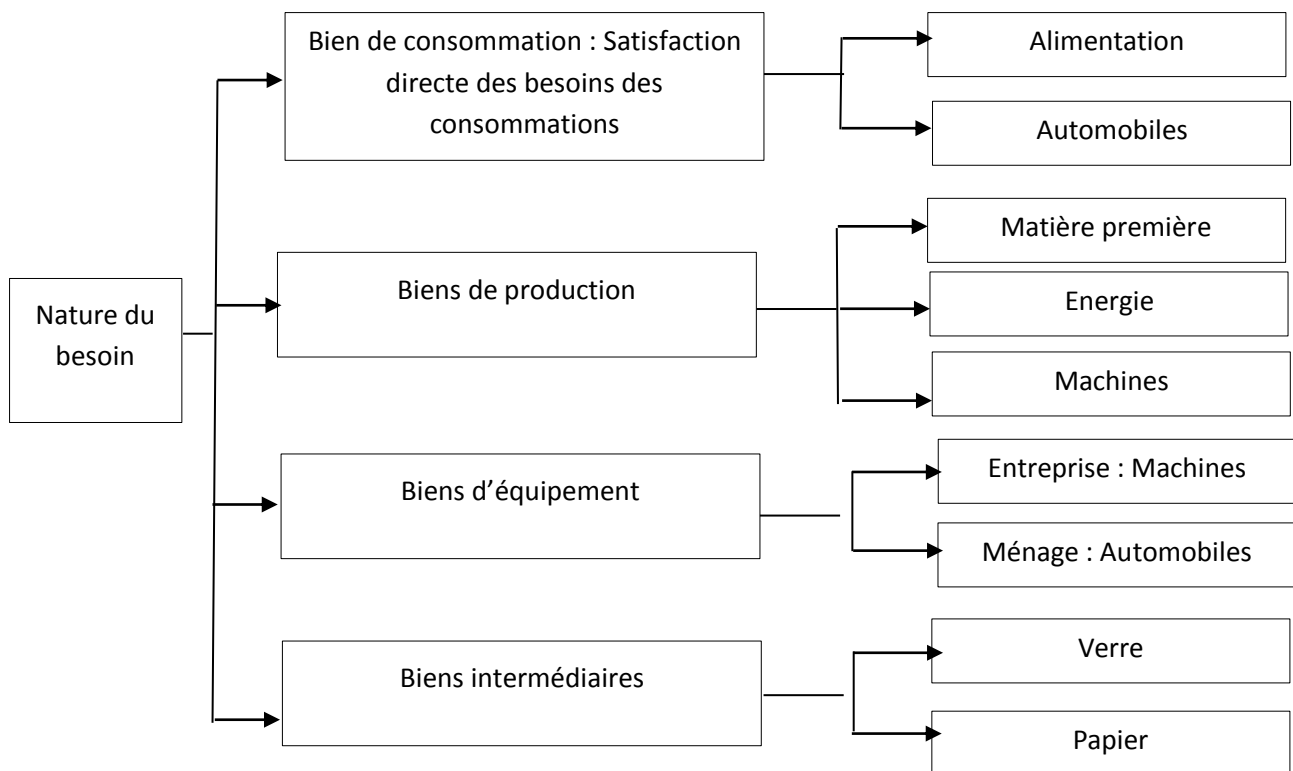 Nature du
besoin
Bien de consommation : Satisfaction
directe des besoins des
consommations
Alimentation
Automobiles
Biens de production
Matière première
Energie
Machines
Biens d’équipement
Entreprise : Machines
Ménage : Automobiles
Biens intermédiaires
Verre
Papier